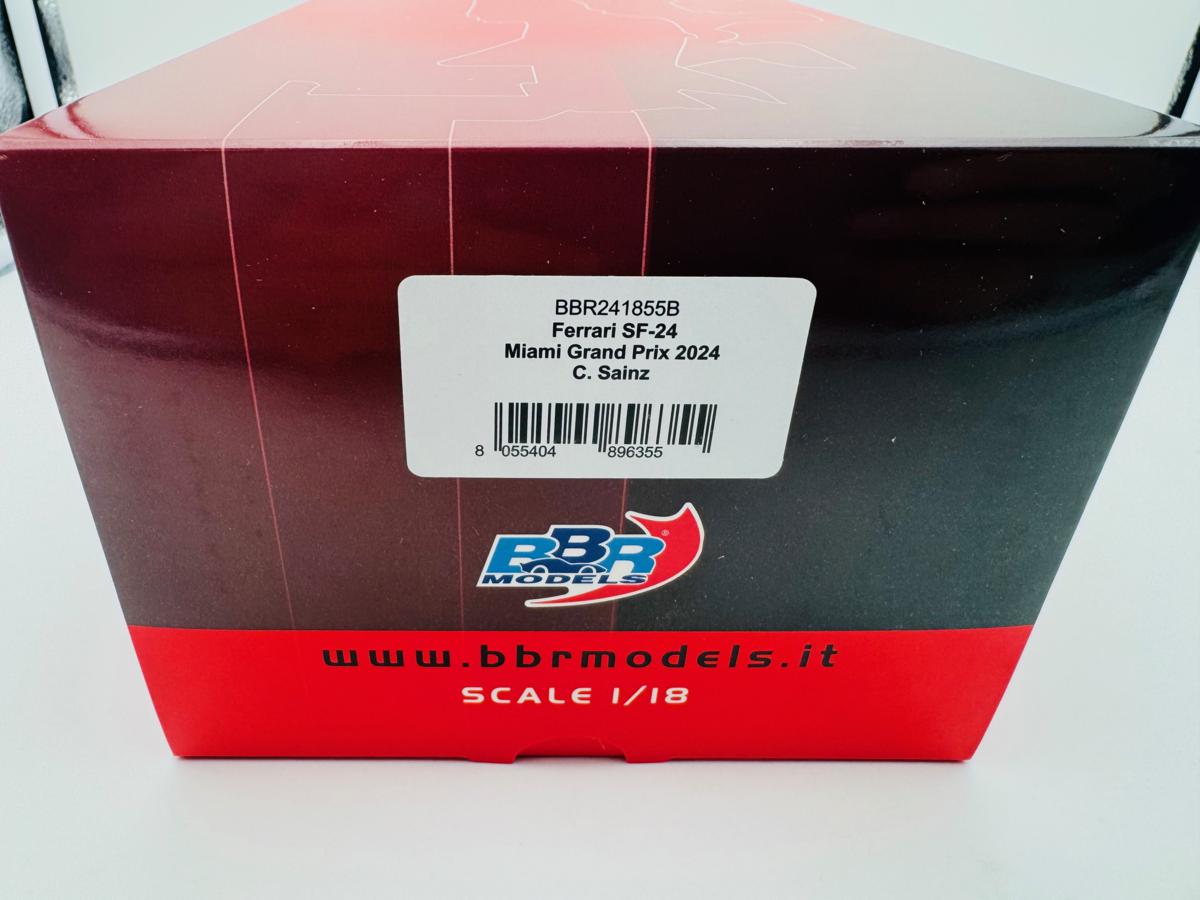 BBR241855B
Ferrari SF-24
Miami Grand Prix 2024
C. Sainz
8 055404 896355
BBR
MODELS
www.bbrmodels.it
SCALE 1/18